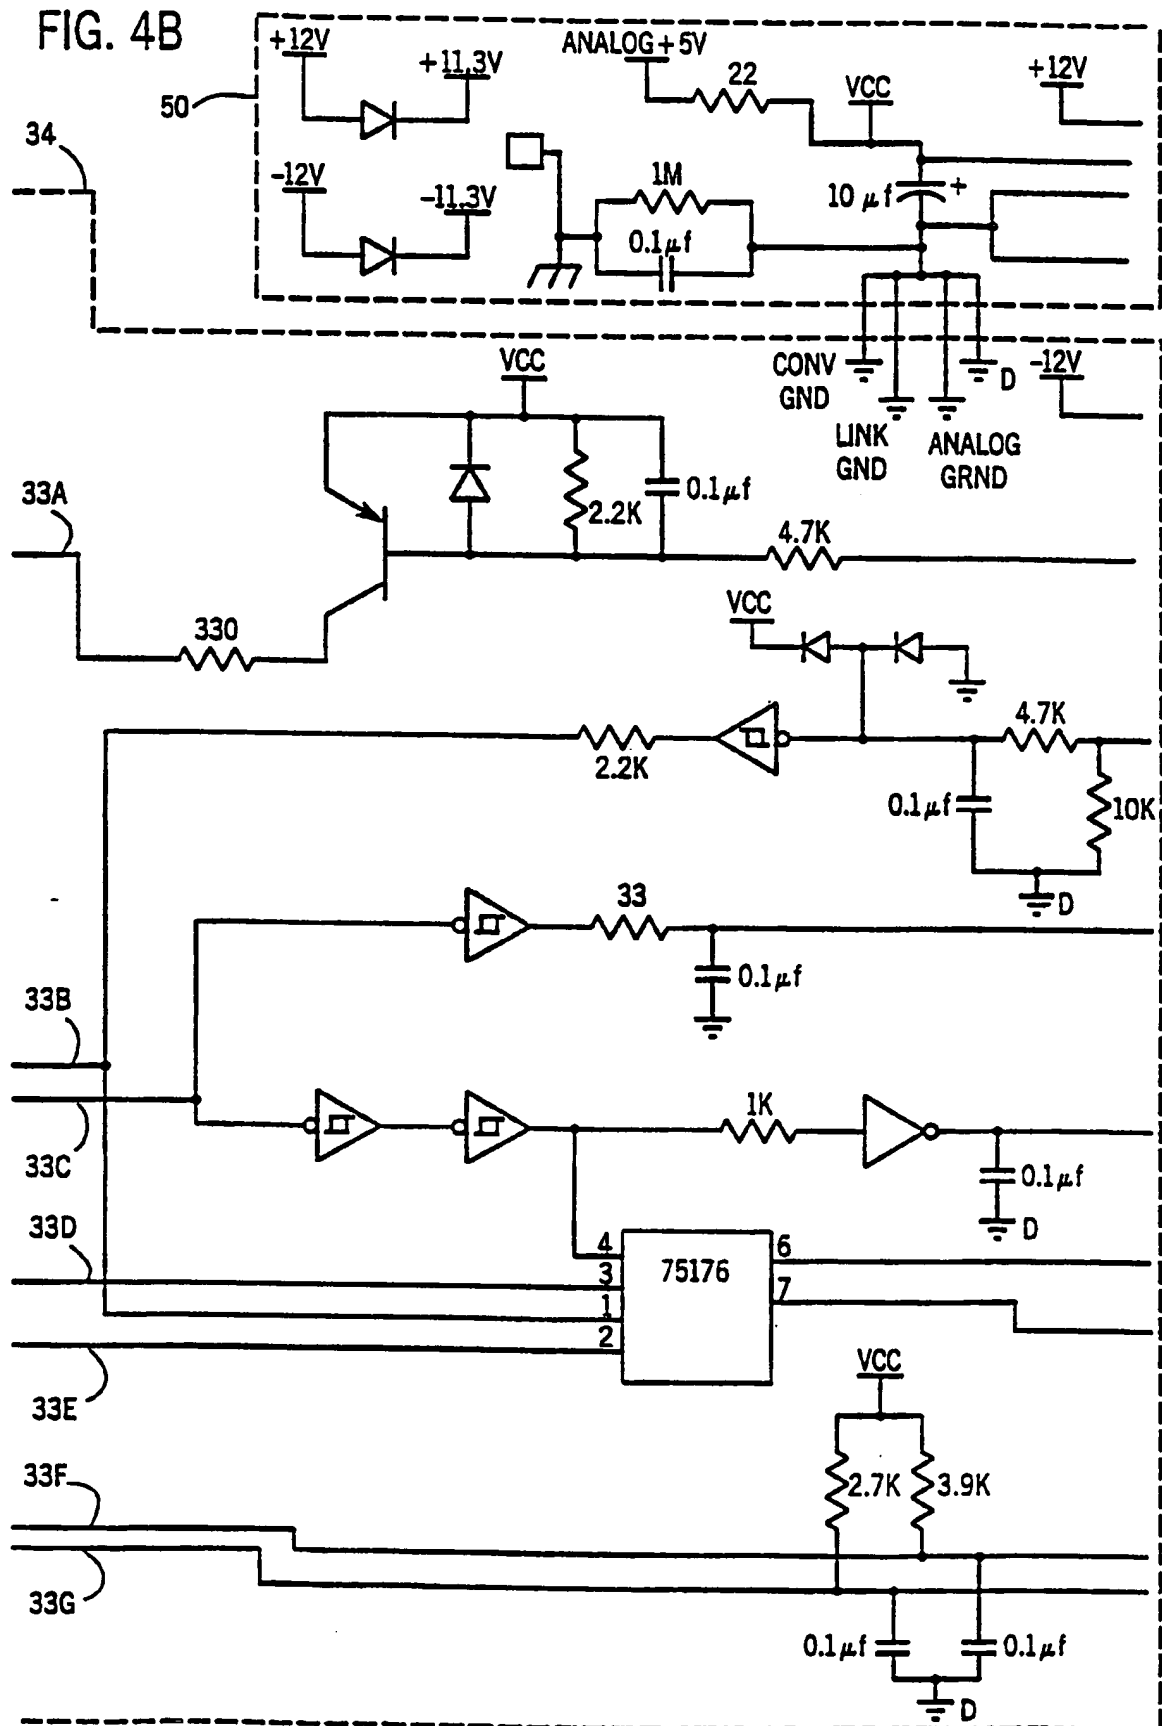 FIG. 4B
+12V
+11.3V
ANALOG+5V
22
VCC
+12V
50
34
-12V
-11.3V
1M
0.1μf
10 μf +
CONV
GND
LINK
GND
ANALOG
GRND
D
-12V
VCC
33A
2.2K
0.1μf
4.7K
330
VCC
2.2K
4.7K
0.1μf
10K
D
33
0.1μf
33B
33C
1K
0.1μf
D
33D
4
3
1
2
75176
6
7
33E
VCC
2.7K
3.9K
33F
33G
0.1μf
0.1μf
D